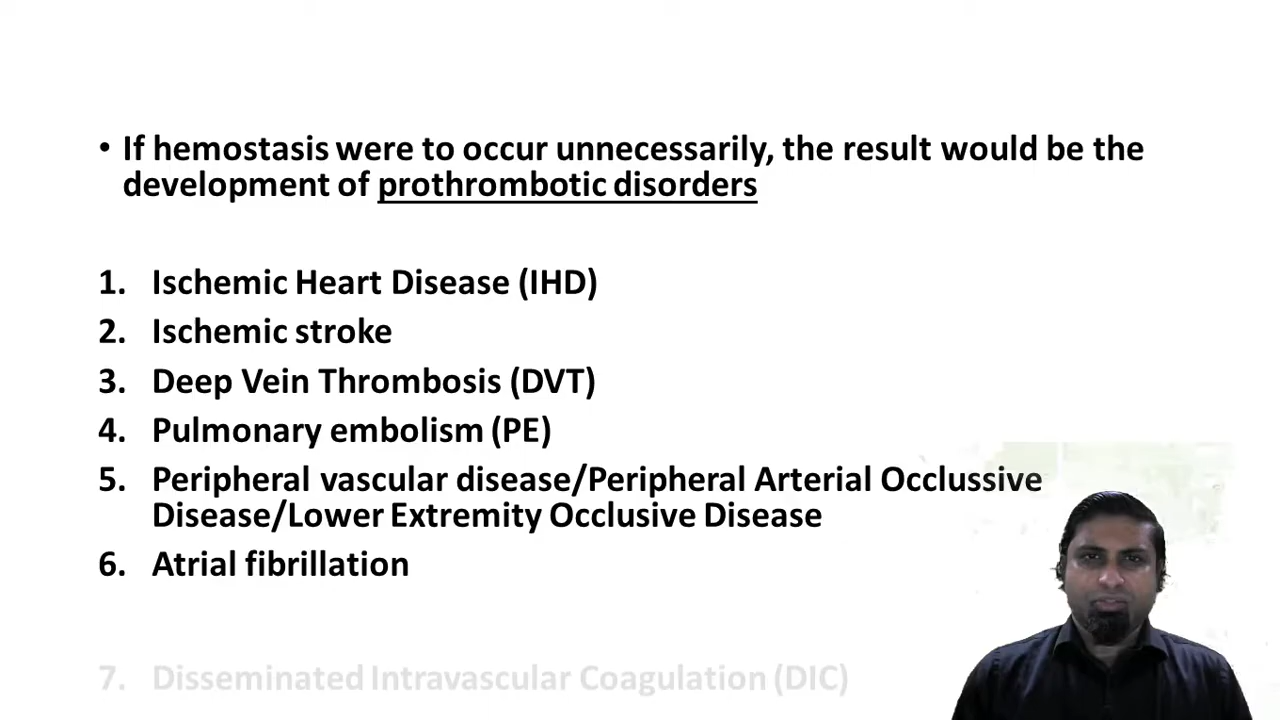 • If hemostasis were to occur unnecessarily, the result would be the
development of prothrombotic disorders
1. Ischemic Heart Disease (IHD)
2. Ischemic stroke
3. Deep Vein Thrombosis (DVT)
4. Pulmonary embolism (PE)
5. Peripheral vascular disease/Peripheral Arterial Occlussive
Disease/Lower Extremity Occlusive Disease
6. Atrial fibrillation
7. Disseminated Intravascular Coagulation (DIC)